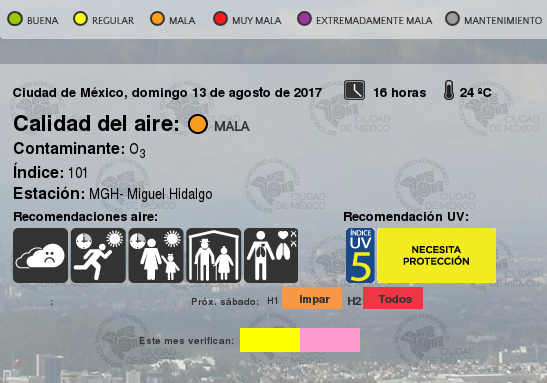 BUENA REGULAR MALA MUY MALA EXTREMADAMENTE MALA MANTENIMIENTO
Ciudad de México, domingo 13 de agosto de 2017 16 horas 24 ºC
Calidad del aire: MALA
Contaminante: O3
Índice: 101
Estación: MGH- Miguel Hidalgo
Recomendaciones aire: Recomendación UV:
ÍNDICE
UV
5
NECESITA
PROTECCIÓN
: Próx. sábado: H1 Impar H2 Todos
Este mes verifican: